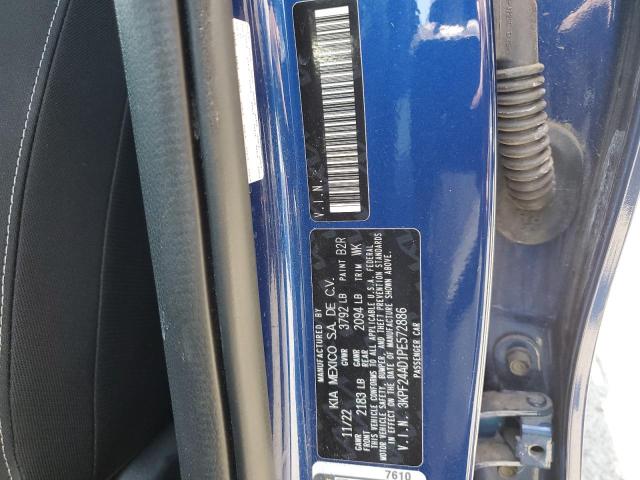 V.I.N.
MANUFACTURED BY
KIA MEXICO S.A. DE C.V.
11/22 GVWR 3792 LB PAINT B2R
GAWR FRONT 2183 LB GAWR REAR 2094 LB TRIM WK
THIS VEHICLE CONFORMS TO ALL APPLICABLE U.S.A. FEDERAL
MOTOR VEHICLE SAFETY, BUMPER, AND THEFT PREVENTION STANDARDS
IN EFFECT ON THE DATE OF MANUFACTURE SHOWN ABOVE.
V.I.N. 3KPF24AD1PE572886
PASSENGER CAR
7610